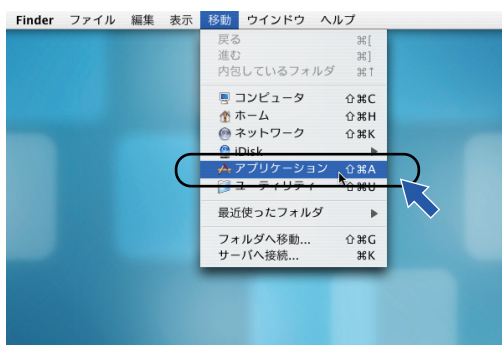 Finder ファイル 編集 表示 移動 ウインドウ ヘルプ
戻る ⌘[
進む ⌘]
内包しているフォルダ ⌘↑
コンピュータ ⇧⌘C
ホーム ⇧⌘H
ネットワーク ⇧⌘K
iDisk ▶
アプリケーション ⇧⌘A
ユーティリティ ⇧⌘U
最近使ったフォルダ ▶
フォルダへ移動... ⇧⌘G
サーバへ接続... ⌘K